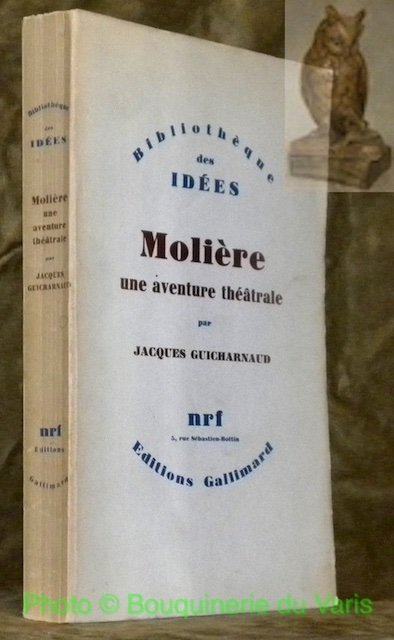 Bibliothèque
des
IDÉES
Molière
une
aventure
théâtrale
par
JACQUES
GUICHARNAUD
nrf
Editions
Gallimard
Bibliothèque
des
IDÉES
Molière
une aventure théâtrale
par
JACQUES GUICHARNAUD
nrf
5, rue Sébastien-Bottin
Editions Gallimard
Photo © Bouquinerie du Varis